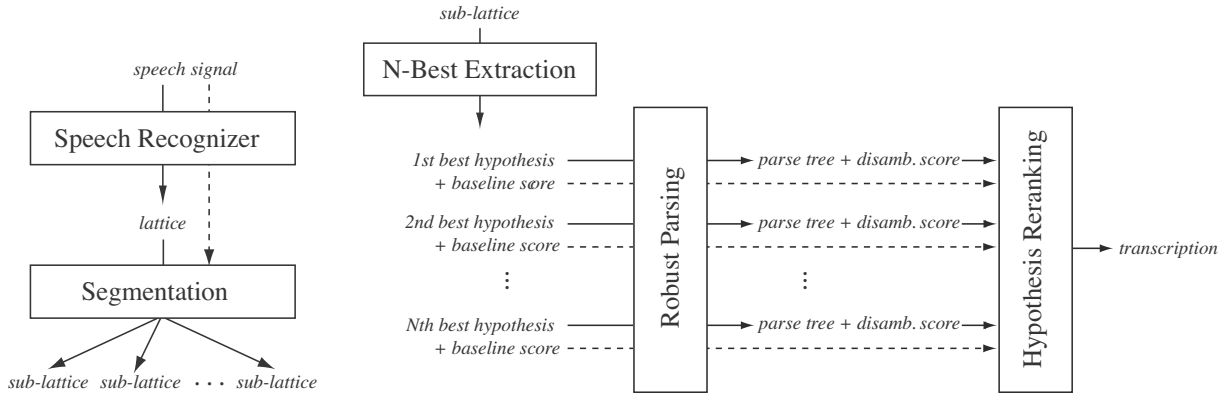 speech signal
Speech Recognizer
lattice
Segmentation
sub-lattice sub-lattice ... sub-lattice
sub-lattice
N-Best Extraction
1st best hypothesis
+ baseline score
2nd best hypothesis
+ baseline score
⋮
Nth best hypothesis
+ baseline score
Robust Parsing
parse tree + disamb. score
parse tree + disamb. score
⋮
parse tree + disamb. score
Hypothesis Reranking
transcription